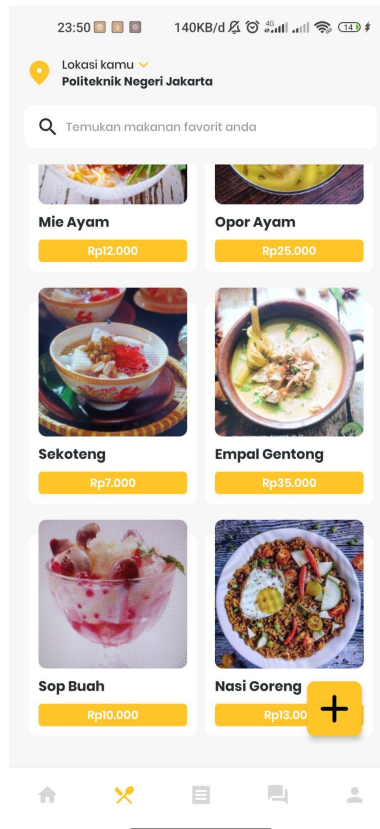 23:50 140KB/d 4G 14
Lokasi kamu
Politeknik Negeri Jakarta
Temukan makanan favorit anda
Mie Ayam Opor Ayam
Rp12.000 Rp25.000
Sekoteng Empal Gentong
Rp7.000 Rp35.000
Sop Buah Nasi Goreng
Rp10.000 Rp13.00